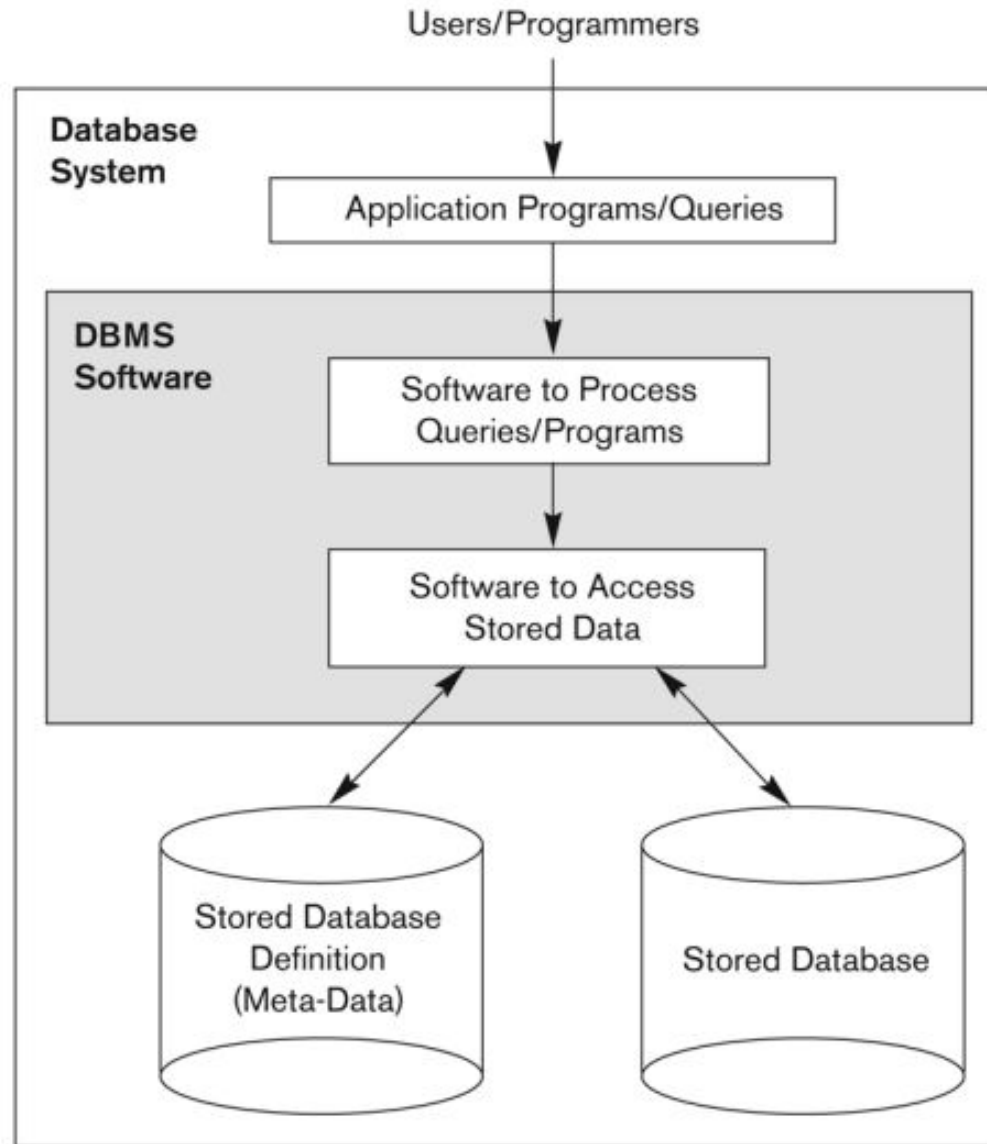 Users/Programmers
Database
System
Application Programs/Queries
DBMS
Software
Software to Process
Queries/Programs
Software to Access
Stored Data
Stored Database
Definition
(Meta-Data)
Stored Database